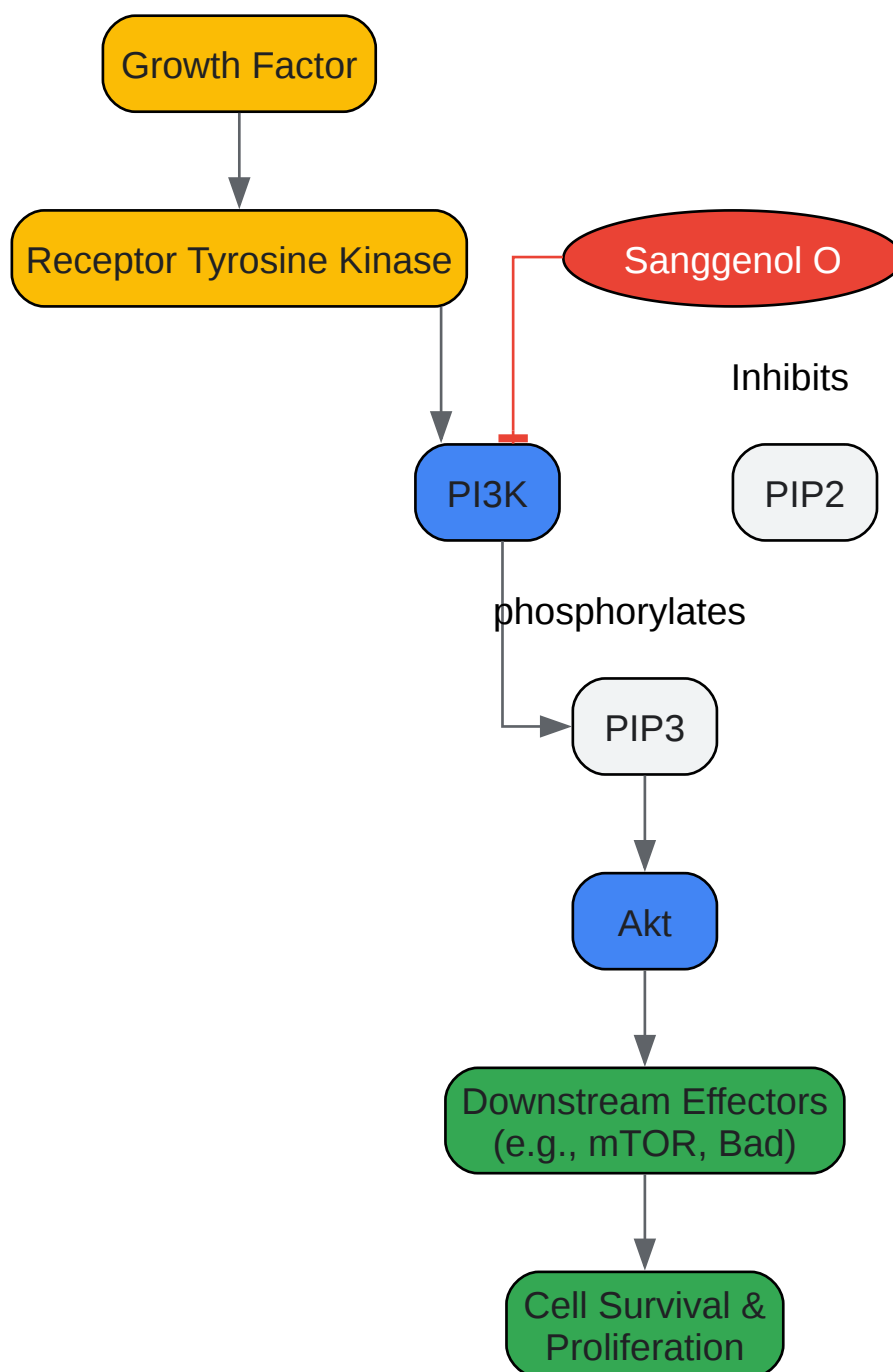 Growth Factor
Receptor Tyrosine Kinase
Sanggenol O
Inhibits
PI3K
PIP2
phosphorylates
PIP3
Akt
Downstream Effectors
(e.g., mTOR, Bad)
Cell Survival &
Proliferation